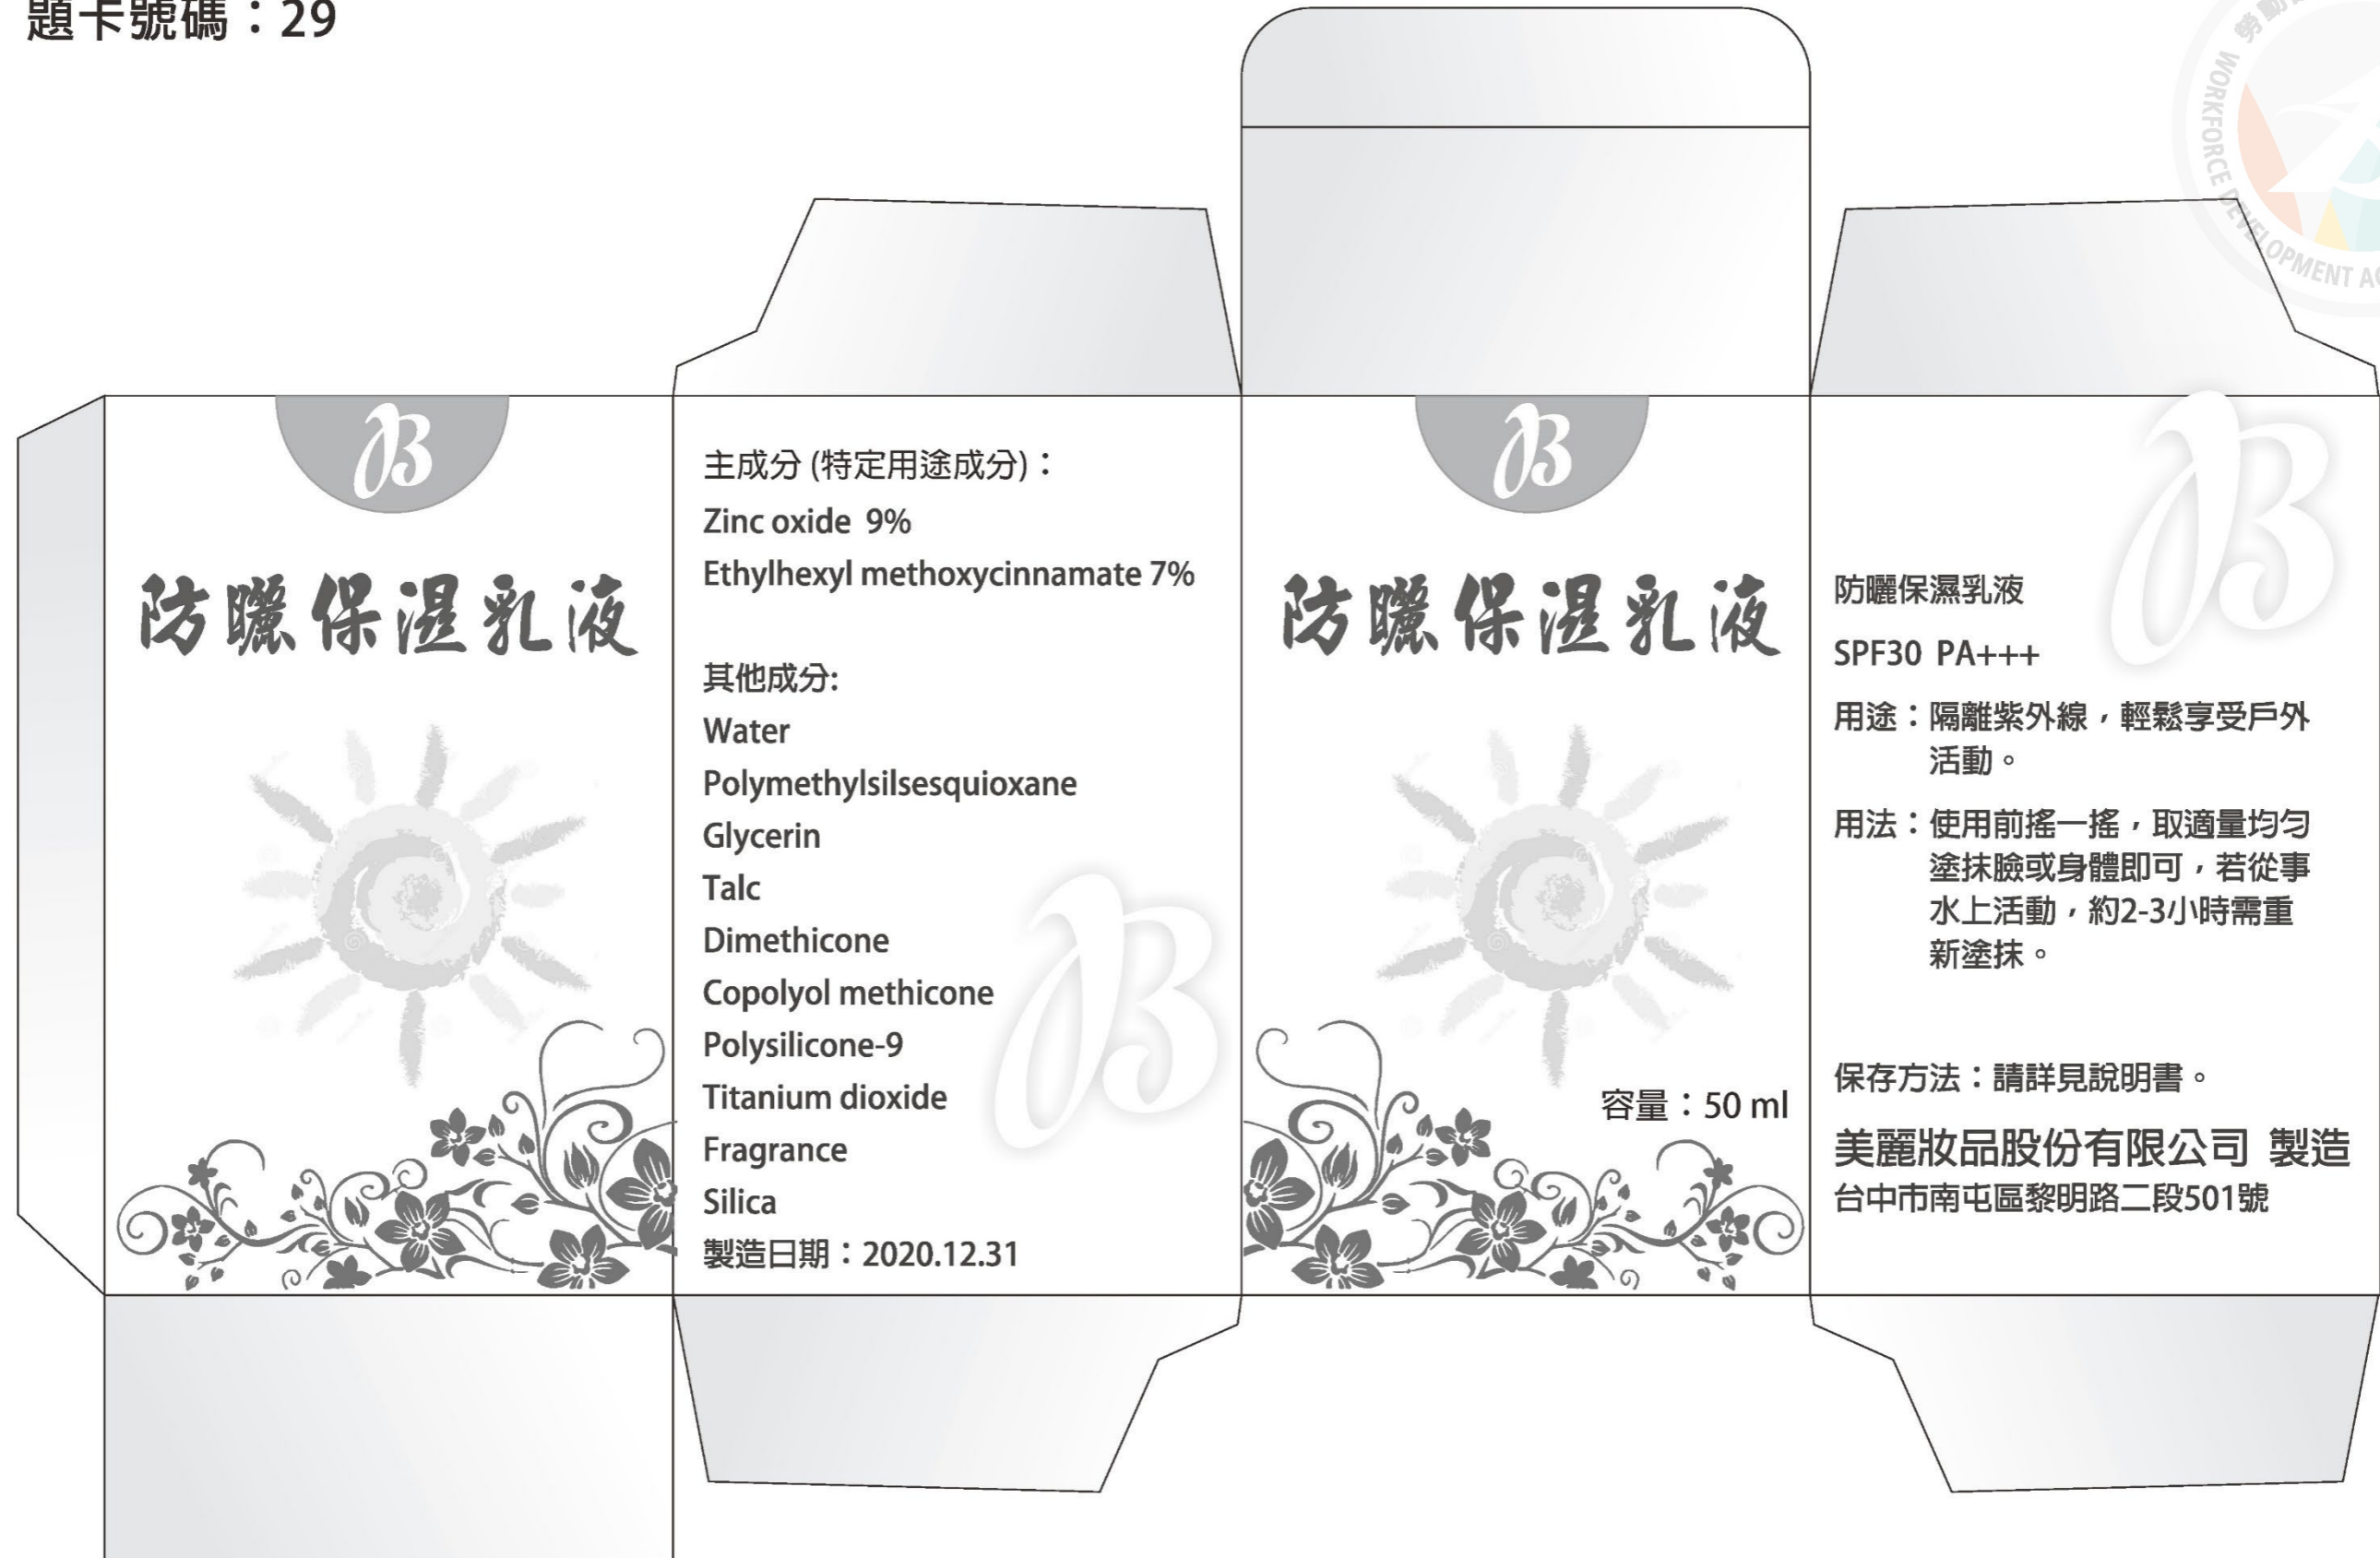 題卡號碼：29
WORKFORCE DEVELOPMENT
B
防曬保濕乳液
主成分 (特定用途成分)：
Zinc oxide 9%
Ethylhexyl methoxycinnamate 7%
其他成分:
Water
Polymethylsilsesquioxane
Glycerin
Talc
Dimethicone
Copolyol methicone
Polysilicone-9
Titanium dioxide
Fragrance
Silica
製造日期：2020.12.31
B
B
防曬保濕乳液
容量：50 ml
B
防曬保濕乳液
SPF30 PA+++
用途：隔離紫外線，輕鬆享受戶外
活動。
用法：使用前搖一搖，取適量均勻
塗抹臉或身體即可，若從事
水上活動，約2-3小時需重
新塗抹。
保存方法：請詳見說明書。
美麗妝品股份有限公司 製造
台中市南屯區黎明路二段501號